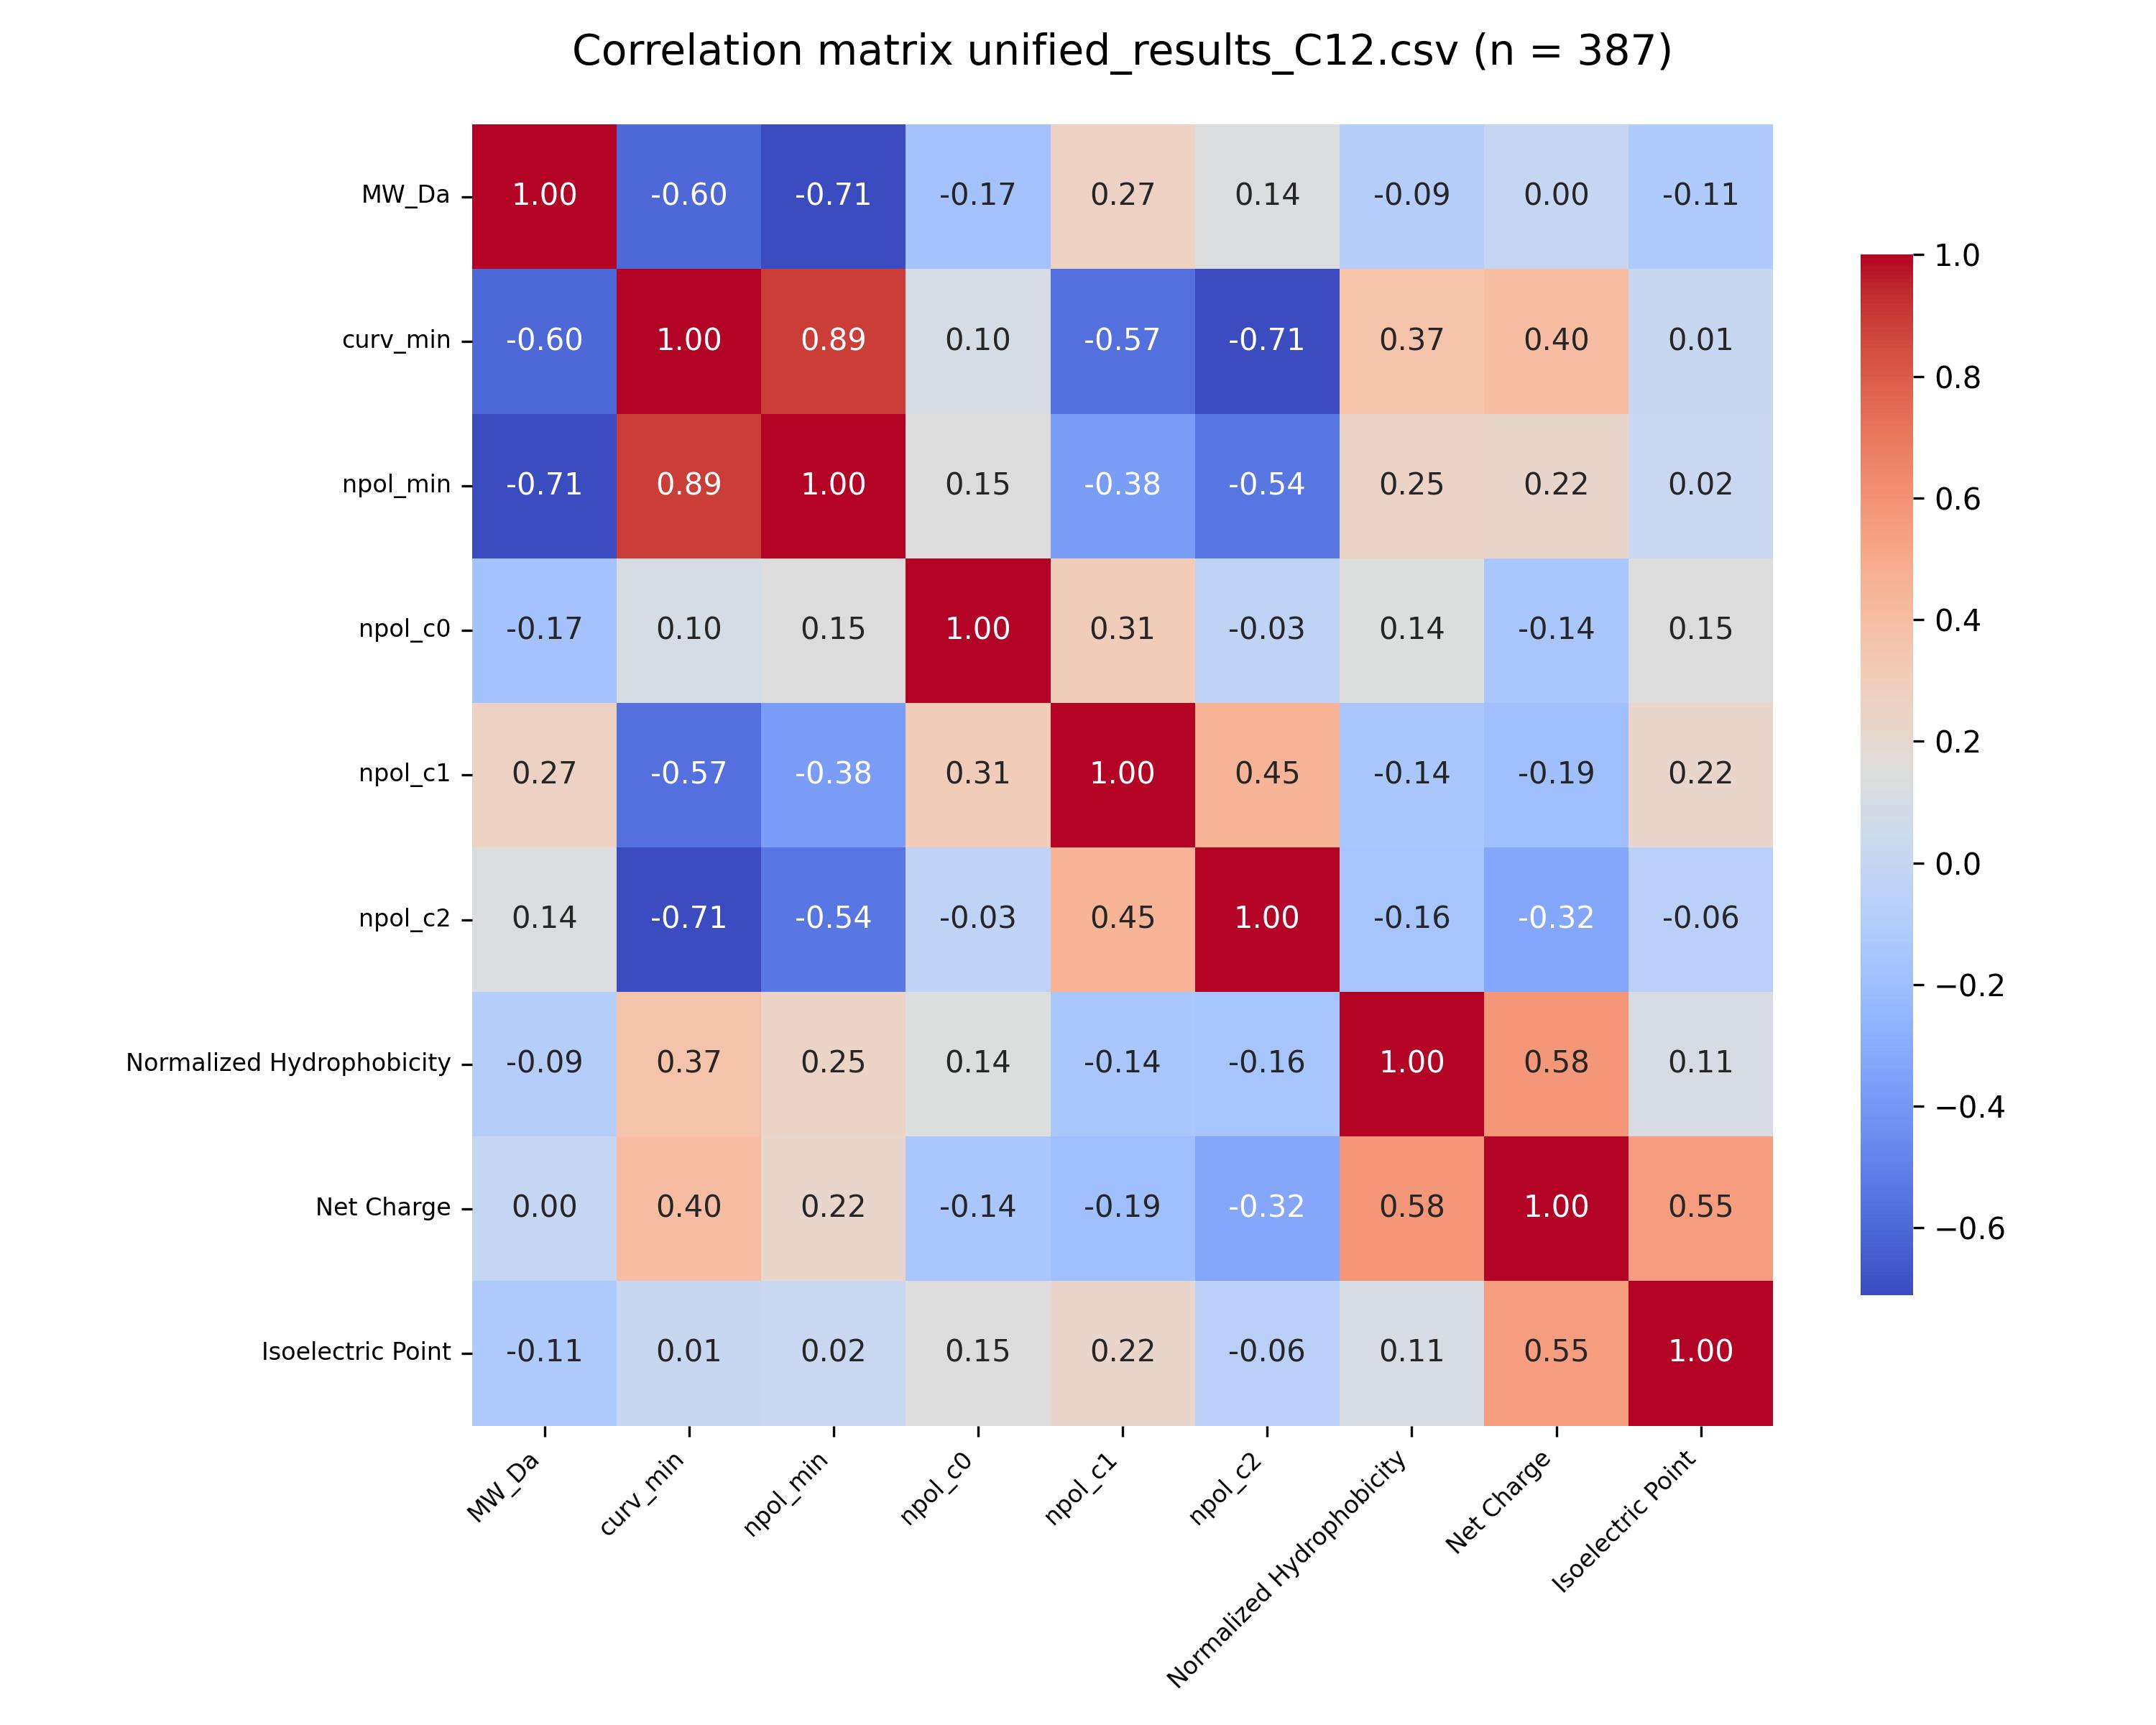 Correlation matrix unified_results_C12.csv (n = 387)
MW_Da 1.00 -0.60 -0.71 -0.17 0.27 0.14 -0.09 0.00 -0.11
curv_min -0.60 1.00 0.89 0.10 -0.57 -0.71 0.37 0.40 0.01
npol_min -0.71 0.89 1.00 0.15 -0.38 -0.54 0.25 0.22 0.02
npol_c0 -0.17 0.10 0.15 1.00 0.31 -0.03 0.14 -0.14 0.15
npol_c1 0.27 -0.57 -0.38 0.31 1.00 0.45 -0.14 -0.19 0.22
npol_c2 0.14 -0.71 -0.54 -0.03 0.45 1.00 -0.16 -0.32 -0.06
Normalized Hydrophobicity -0.09 0.37 0.25 0.14 -0.14 -0.16 1.00 0.58 0.11
Net Charge 0.00 0.40 0.22 -0.14 -0.19 -0.32 0.58 1.00 0.55
Isoelectric Point -0.11 0.01 0.02 0.15 0.22 -0.06 0.11 0.55 1.00
MW_Da
curv_min
npol_min
npol_c0
npol_c1
npol_c2
Normalized Hydrophobicity
Net Charge
Isoelectric Point
1.0
0.8
0.6
0.4
0.2
0.0
−0.2
−0.4
−0.6